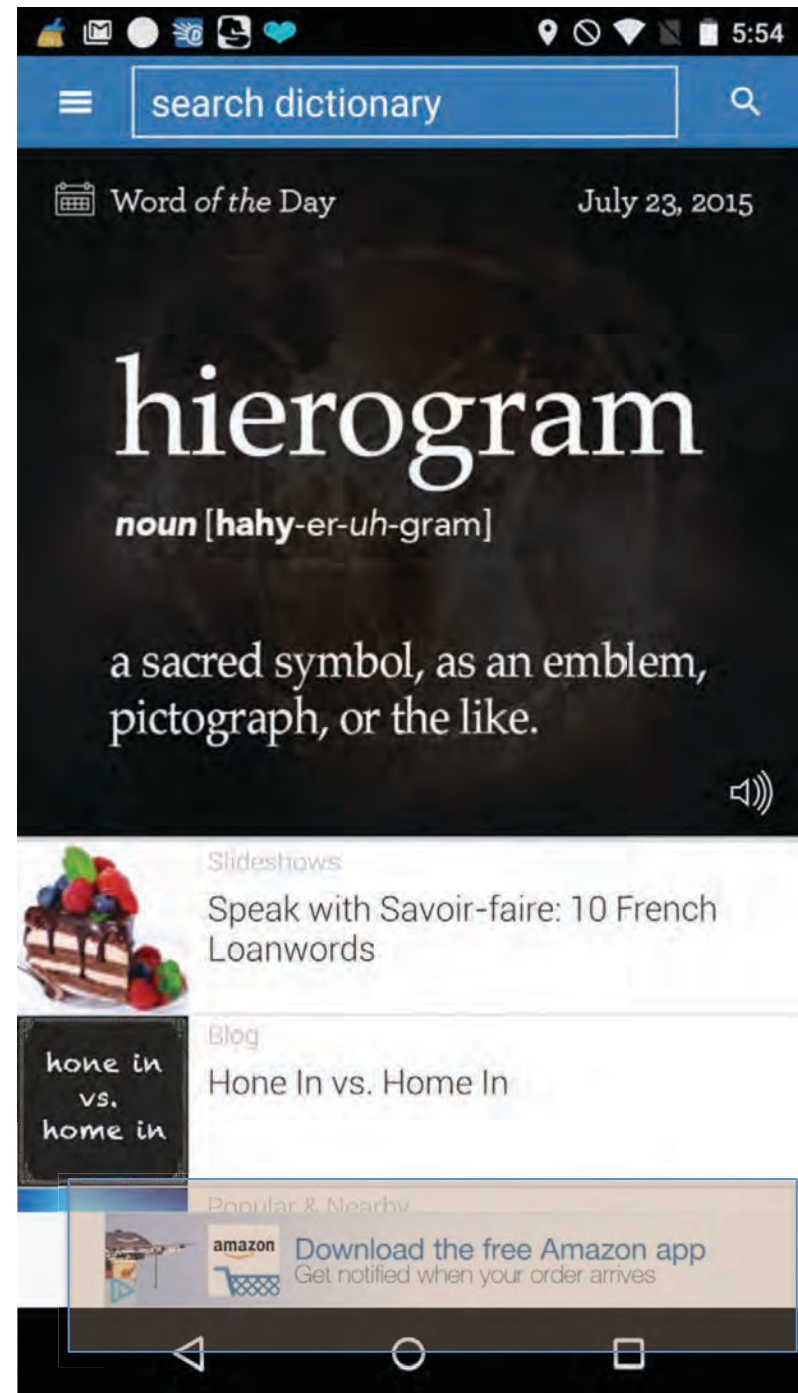 5:54
search dictionary
Word of the Day
July 23, 2015
hierogram
noun [hahy-er-uh-gram]
a sacred symbol, as an emblem,
pictograph, or the like.
Slideshows
Speak with Savoir-faire: 10 French
Loanwords
hone in
vs.
home in
Blog
Hone In vs. Home In
Popular & Nearby
amazon
Download the free Amazon app
Get notified when your order arrives